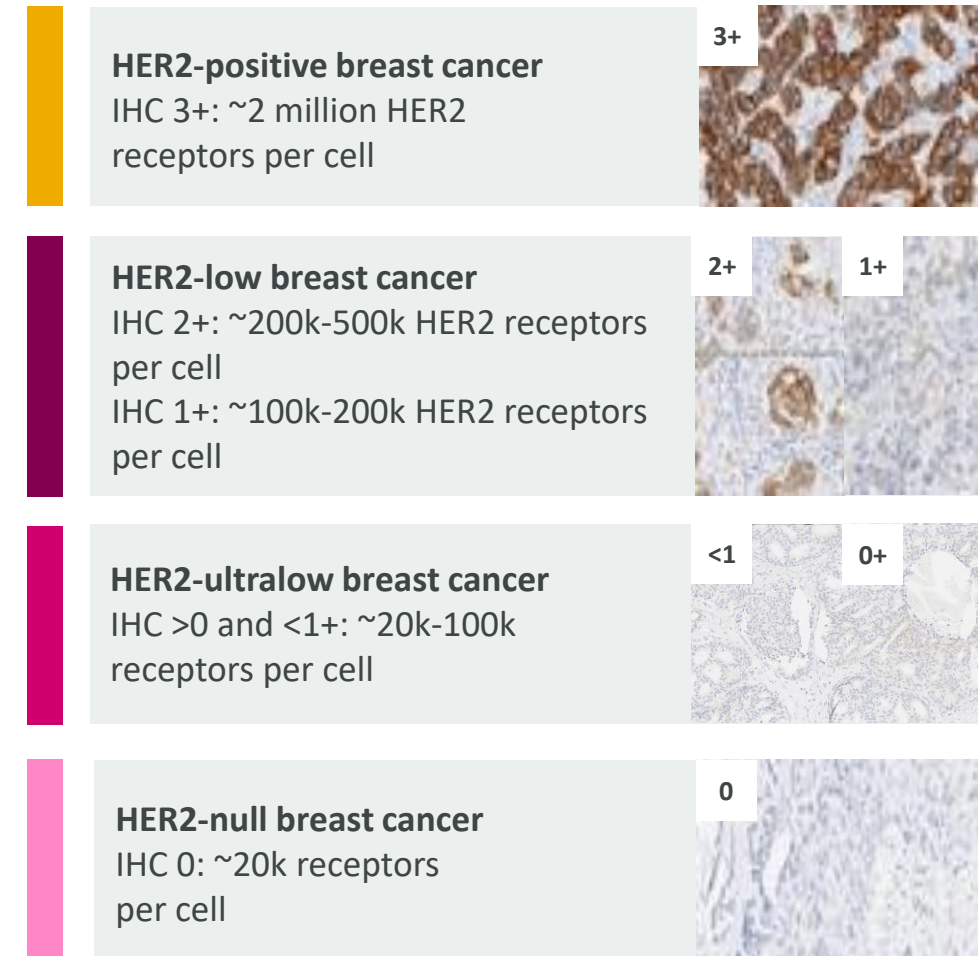 HER2-positive breast cancer
IHC 3+: ~2 million HER2
receptors per cell
3+
HER2-low breast cancer
IHC 2+: ~200k-500k HER2 receptors
per cell
IHC 1+: ~100k-200k HER2 receptors
per cell
2+
1+
HER2-ultralow breast cancer
IHC >0 and <1+: ~20k-100k
receptors per cell
<1
0+
HER2-null breast cancer
IHC 0: ~20k receptors
per cell
0